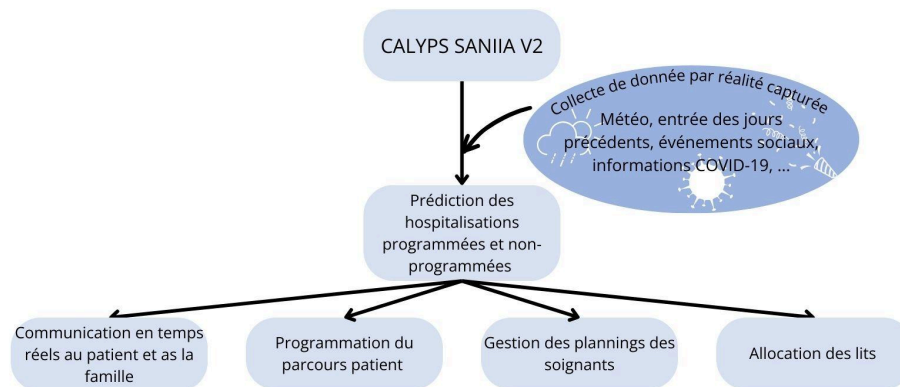 CALYPS SANIIA V2
Collecte de donnée par réalité capturée
Météo, entrée des jours
précédents, événements sociaux,
informations COVID-19, ...
Prédiction des
hospitalisations
programmées et non-
programmées
Communication en temps
réels au patient et as la
famille
Programmation du
parcours patient
Gestion des plannings des
soignants
Allocation des lits